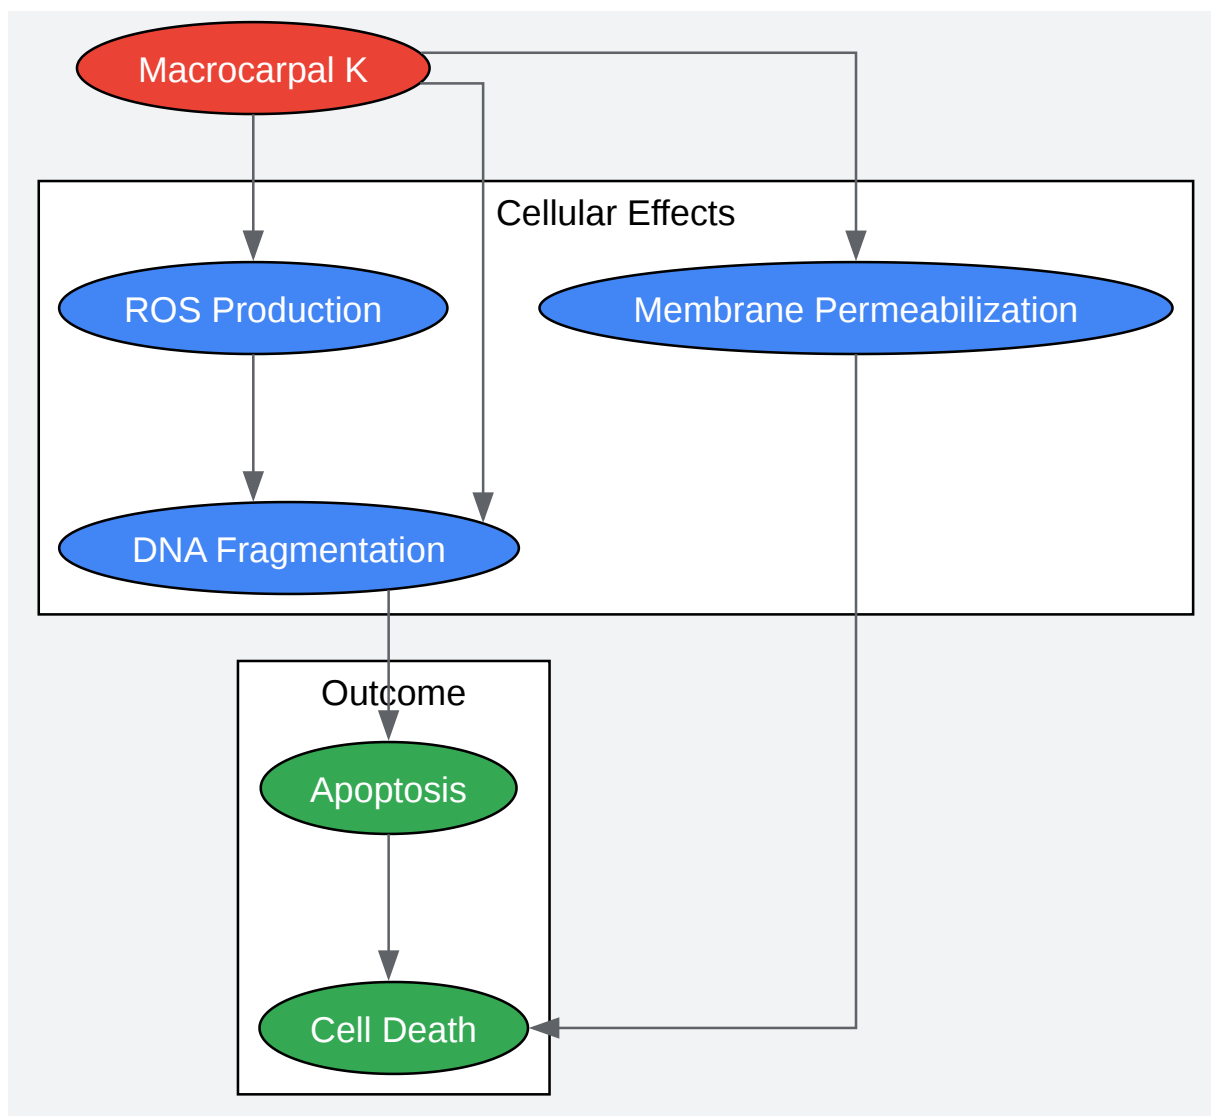 Macrocarpal K
Cellular Effects
ROS Production
Membrane Permeabilization
DNA Fragmentation
Outcome
Apoptosis
Cell Death